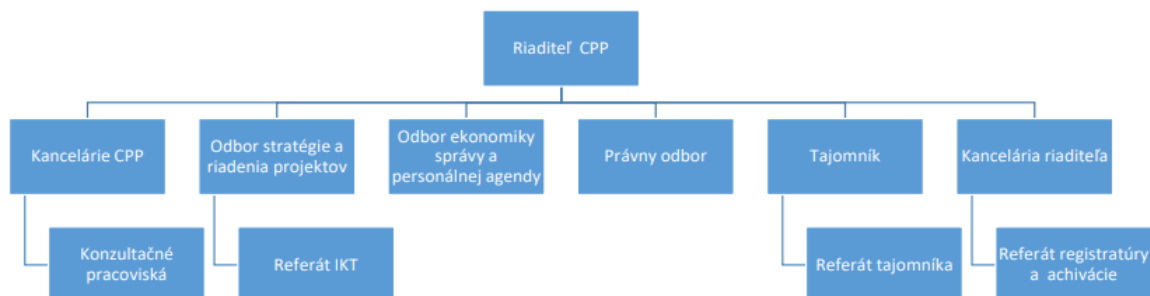 Riaditeľ CPP
Kancelárie CPP
Odbor stratégie a
riadenia projektov
Odbor ekonomiky
správy a
personálnej agendy
Právny odbor
Tajomník
Kancelária riaditeľa
Konzultačné
pracoviská
Referát IKT
Referát tajomníka
Referát registratúry
a achivácie